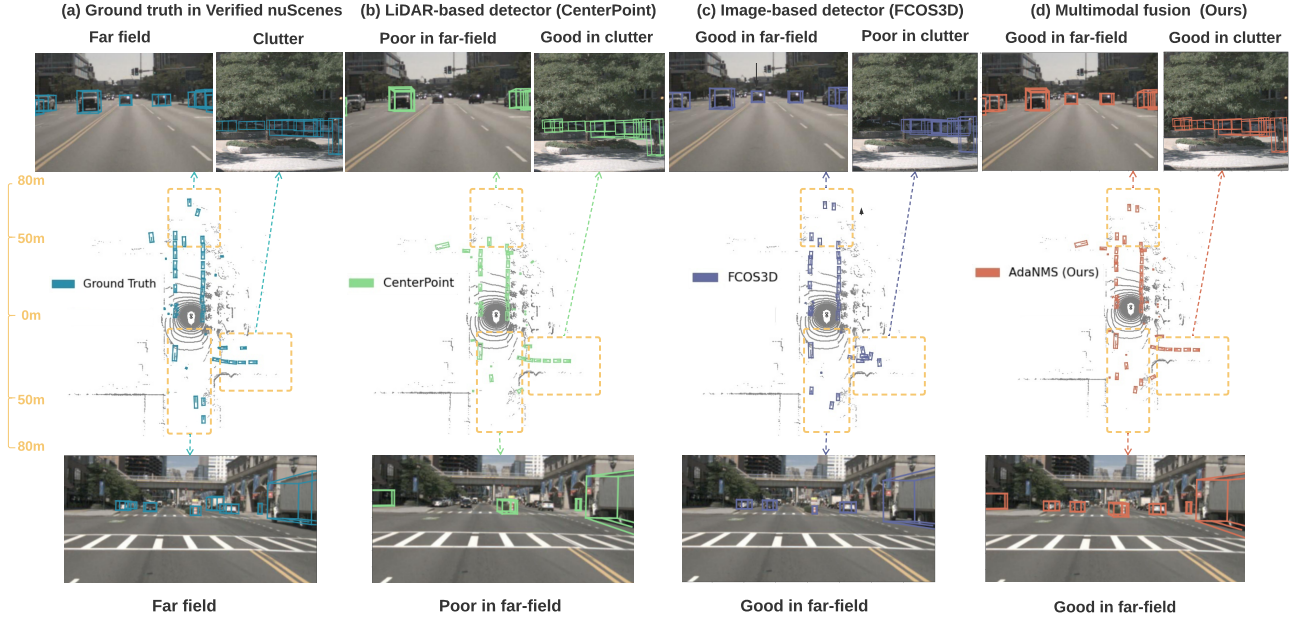 (a) Ground truth in Verified nuScenes
(b) LiDAR-based detector (CenterPoint)
(c) Image-based detector (FCOS3D)
(d) Multimodal fusion (Ours)
Far field
Clutter
Poor in far-field
Good in clutter
Good in far-field
Poor in clutter
Good in far-field
Good in clutter
80m
50m
0m
50m
80m
Ground Truth
CenterPoint
FCOS3D
AdaNMS (Ours)
Far field
Poor in far-field
Good in far-field
Good in far-field